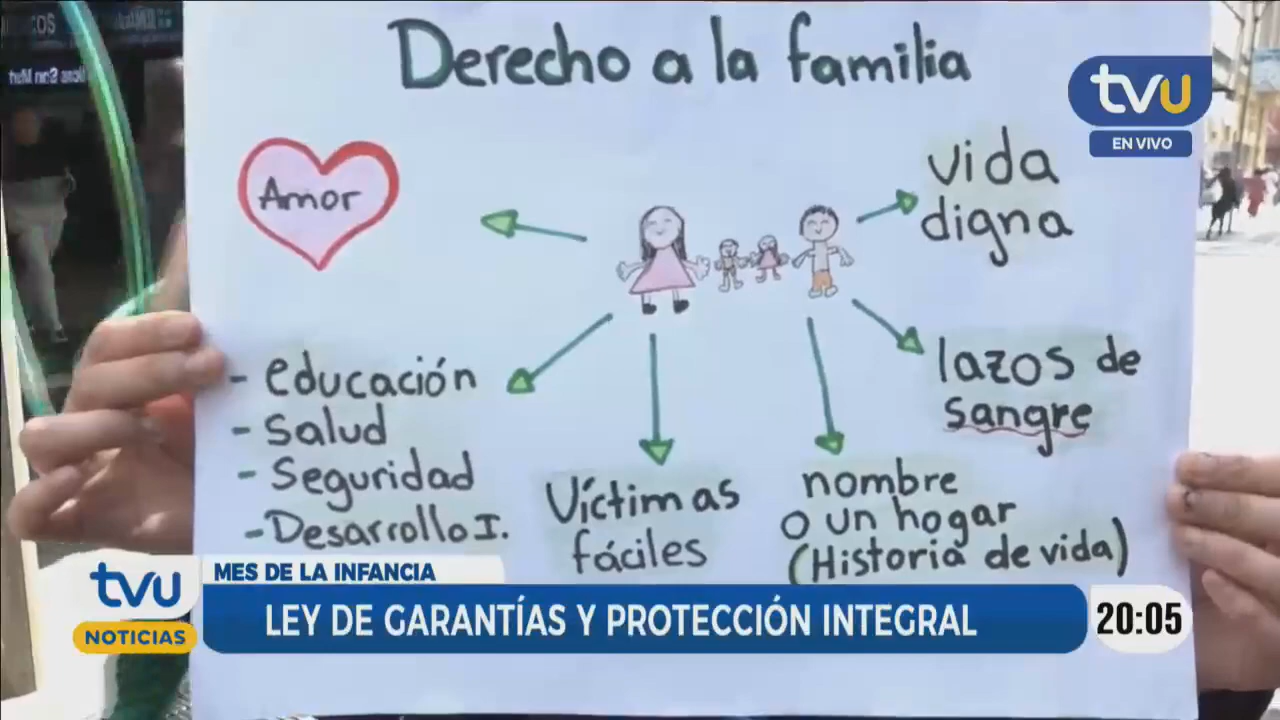 Derecho a la familia
tvu
EN VIVO
Amor
vida
digna
lazos de
sangre
- educación
- Salud
- Seguridad
- Desarrollo I.
Víctimas
fáciles
nombre
o un hogar
(Historia de vida)
tvu
NOTICIAS
MES DE LA INFANCIA
LEY DE GARANTÍAS Y PROTECCIÓN INTEGRAL
20:05